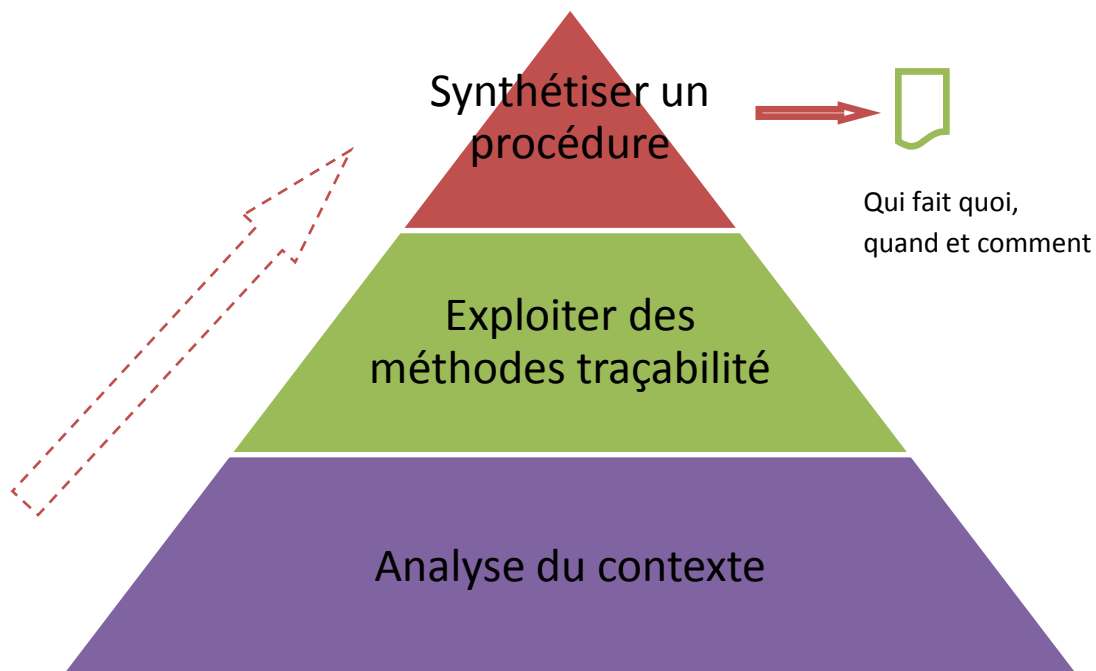 Synthétiser un
procédure
Qui fait quoi,
quand et comment
Exploiter des
méthodes traçabilité
Analyse du contexte